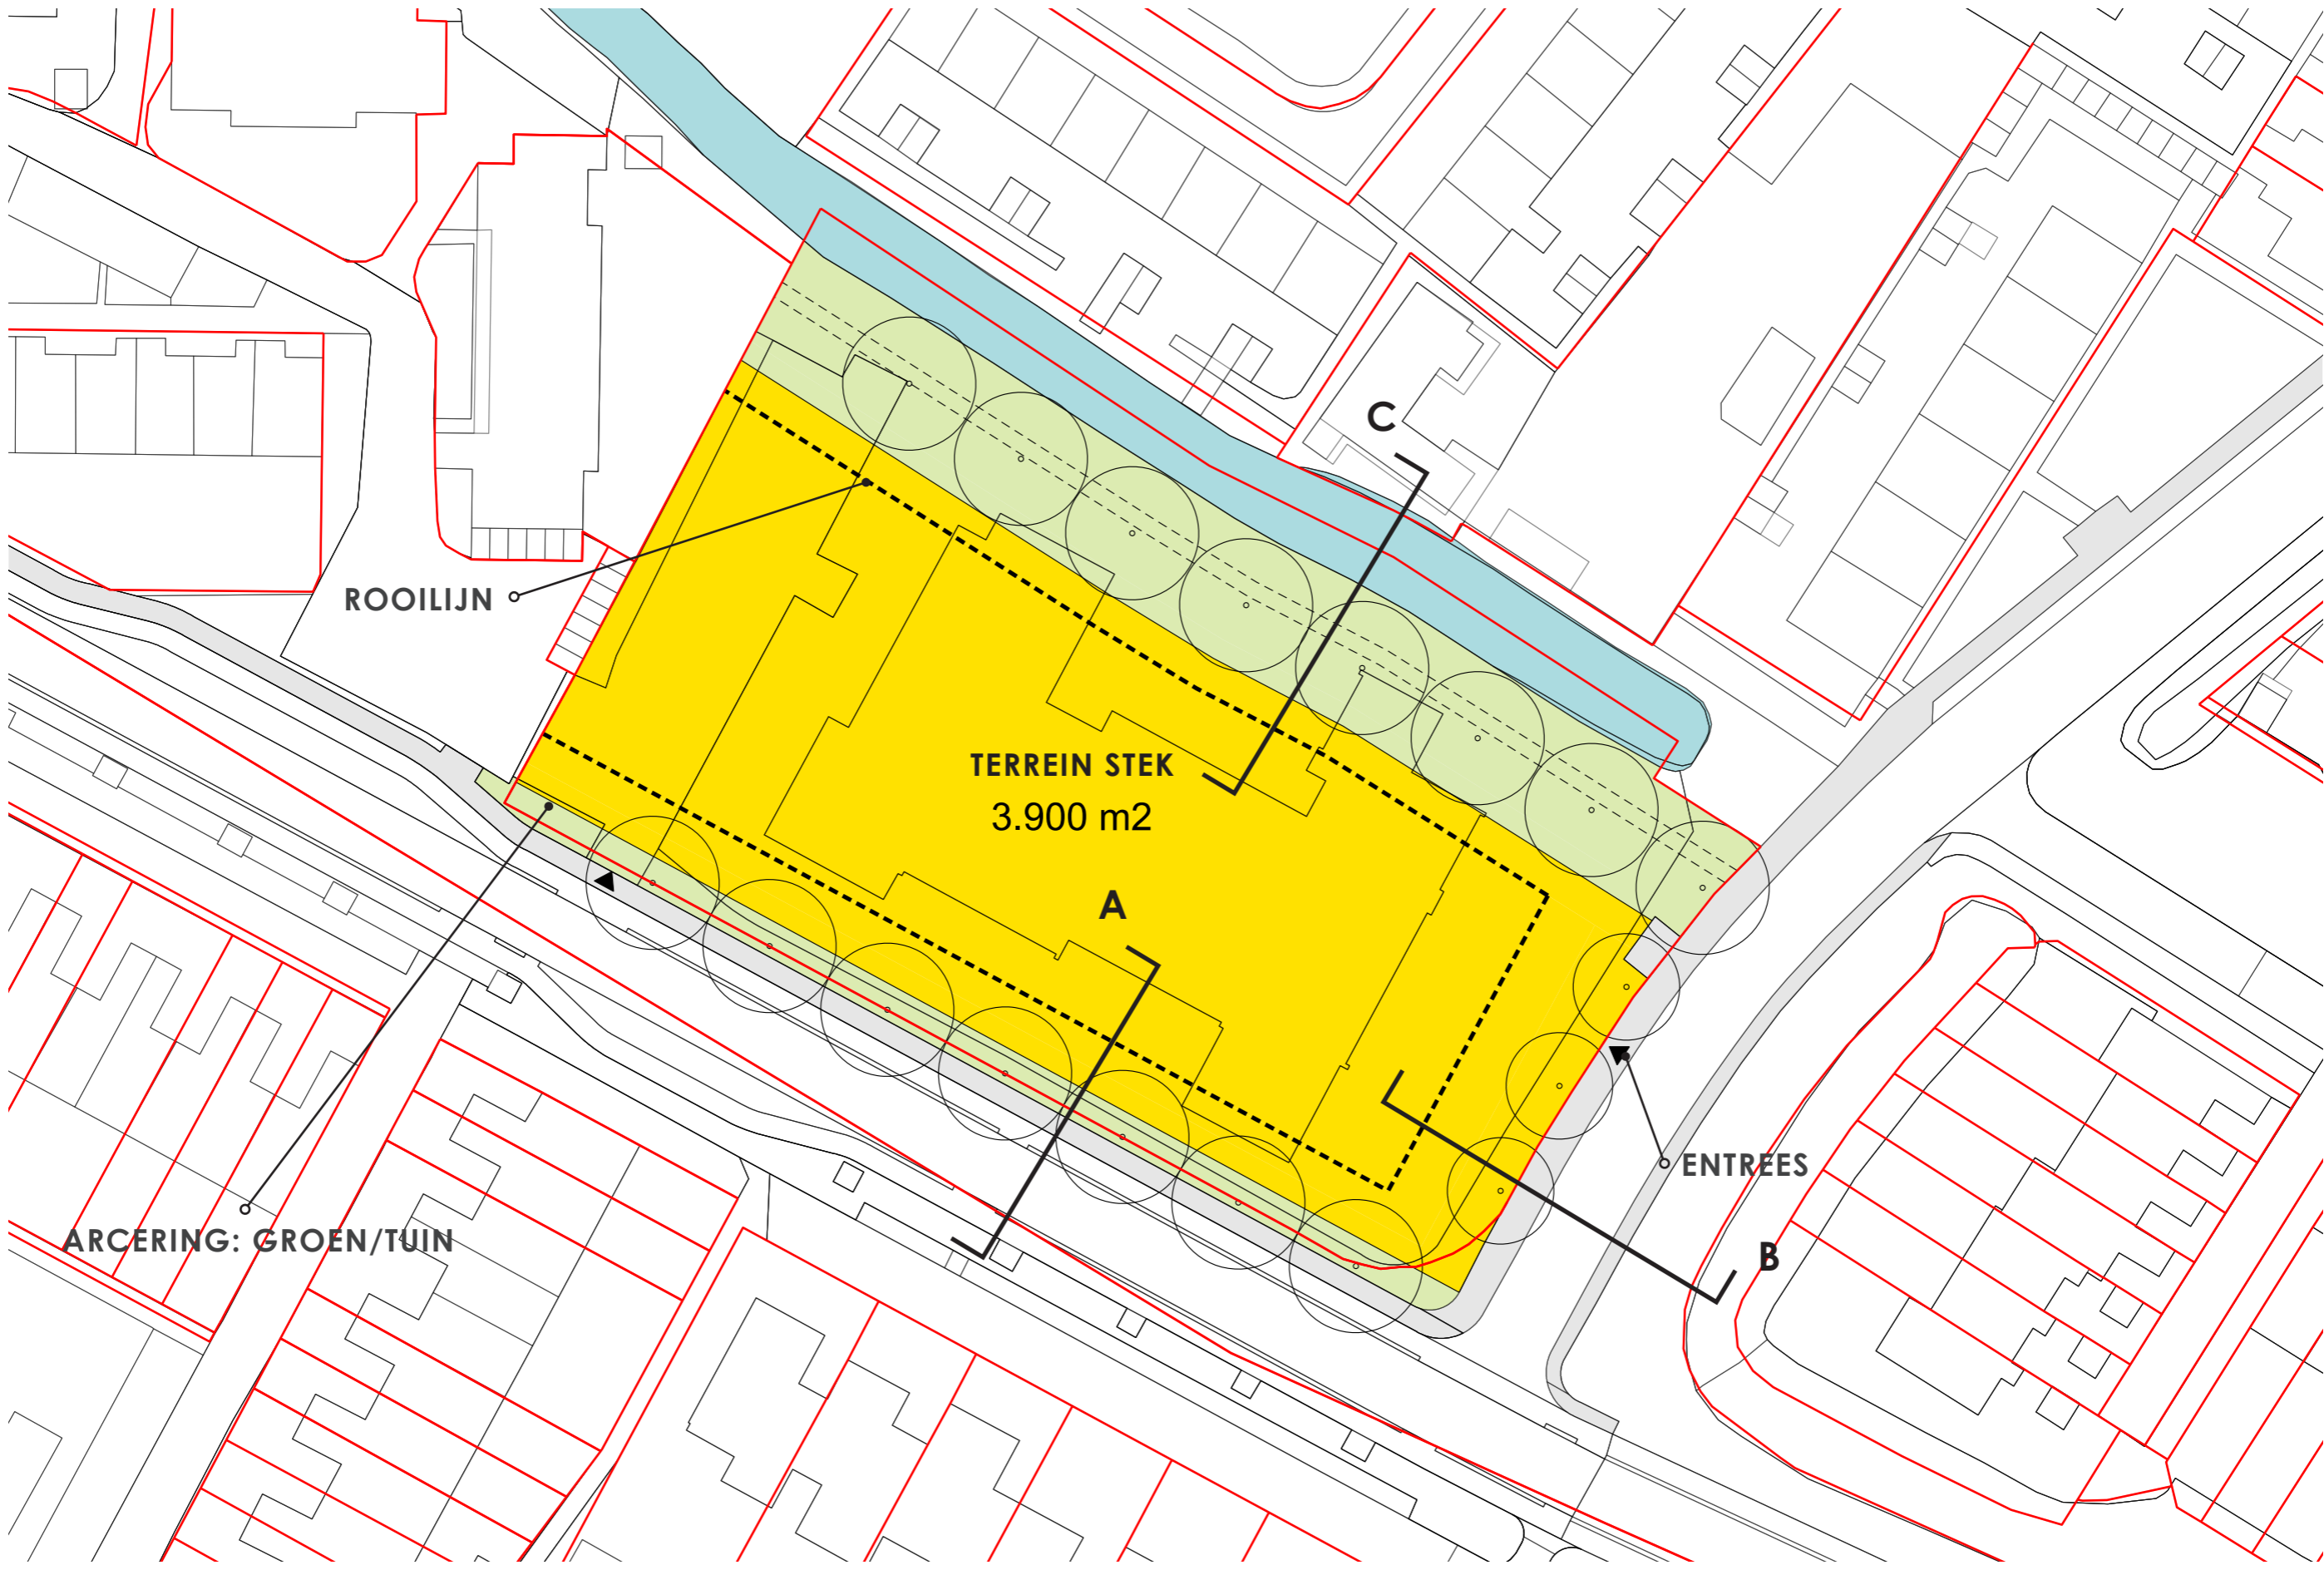 C
ROOILIJN
TERREIN STEK
3.900 m2
A
ENTREES
ARCERING: GROEN/TUIN
B